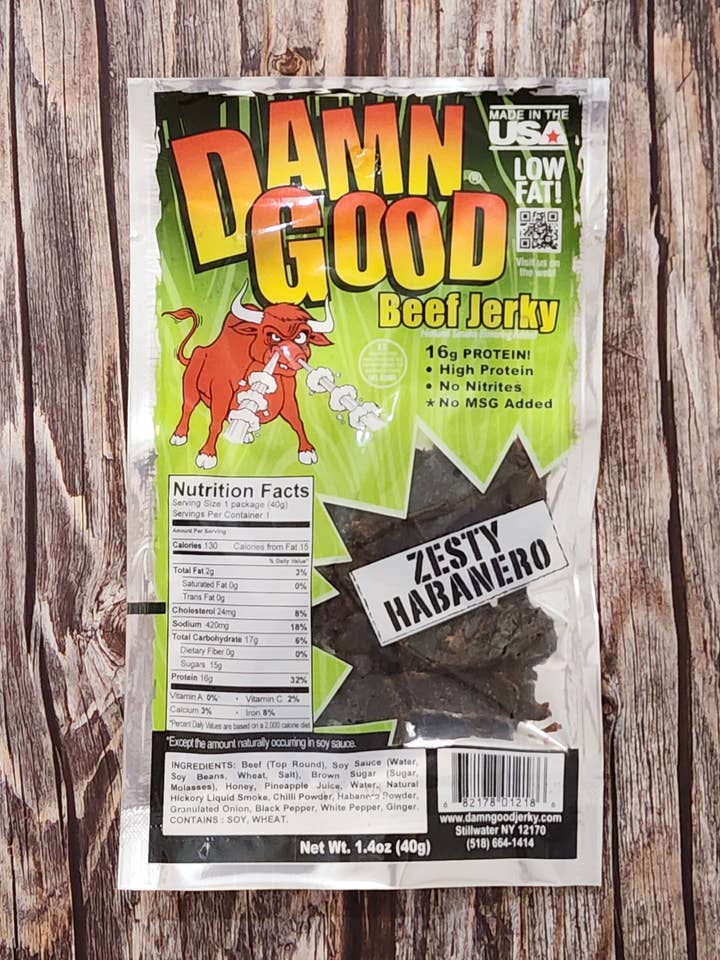 MADE IN THE
USA
DAMN
GOOD®
LOW
FAT!
Visit us on
the web!
Beef Jerky
16g PROTEIN!
• High Protein
• No Nitrites
* No MSG Added
ZESTY
HABANERO
Nutrition Facts
Serving Size 1 package (40g)
Servings Per Container 1
Amount Per Serving
Calories 130 Calories from Fat 15
% Daily Value*
Total Fat 2g 3%
Saturated Fat 0g 0%
Trans Fat 0g
Cholesterol 24mg 8%
Sodium 420mg 18%
Total Carbohydrate 17g 6%
Dietary Fiber 0g 0%
Sugars 15g
Protein 16g 32%
Vitamin A 0% • Vitamin C 2%
Calcium 3% • Iron 8%
*Percent Daily Values are based on a 2,000 calorie diet
*Except the amount naturally occurring in soy sauce.
INGREDIENTS: Beef (Top Round), Soy Sauce (Water,
Soy Beans, Wheat, Salt), Brown Sugar (Sugar,
Molasses), Honey, Pineapple Juice, Water, Natural
Hickory Liquid Smoke, Chilli Powder, Habanero Powder,
Granulated Onion, Black Pepper, White Pepper, Ginger.
CONTAINS : SOY, WHEAT.
6 82178 01218 6
www.damngoodjerky.com
Stillwater NY 12170
(518) 664-1414
Net Wt. 1.4oz (40g)